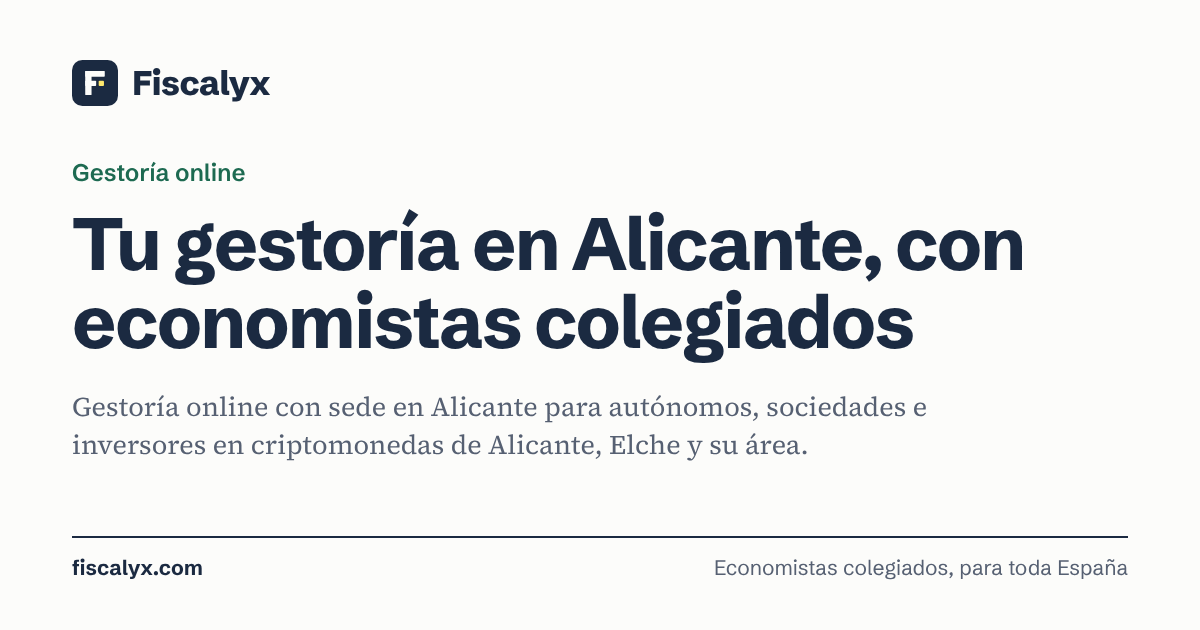 Fiscalyx
Gestoría online
Tu gestoría en Alicante, con
economistas colegiados
Gestoría online con sede en Alicante para autónomos, sociedades e
inversores en criptomonedas de Alicante, Elche y su área.
fiscalyx.com
Economistas colegiados, para toda España